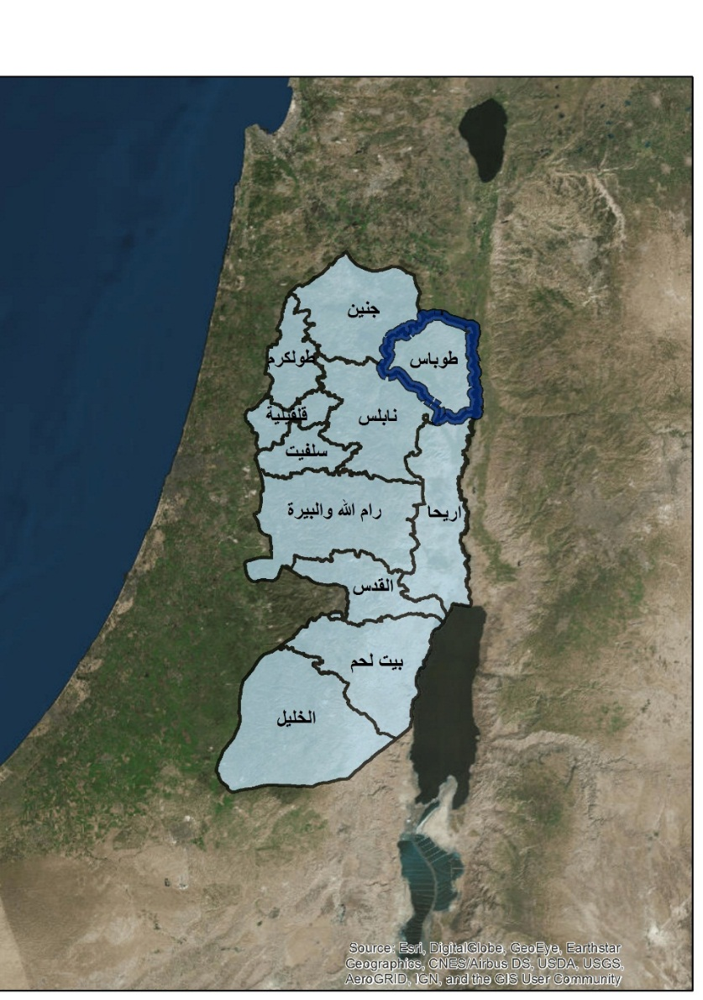 جنين
طوباس
طولكرم
نابلس
قلقيلية
سلفيت
رام الله والبيرة
اريحا
القدس
بيت لحم
الخليل
Source: Esri, DigitalGlobe, GeoEye, Earthstar
Geographics, CNES/Airbus DS, USDA, USGS,
AeroGRID, IGN, and the GIS User Community